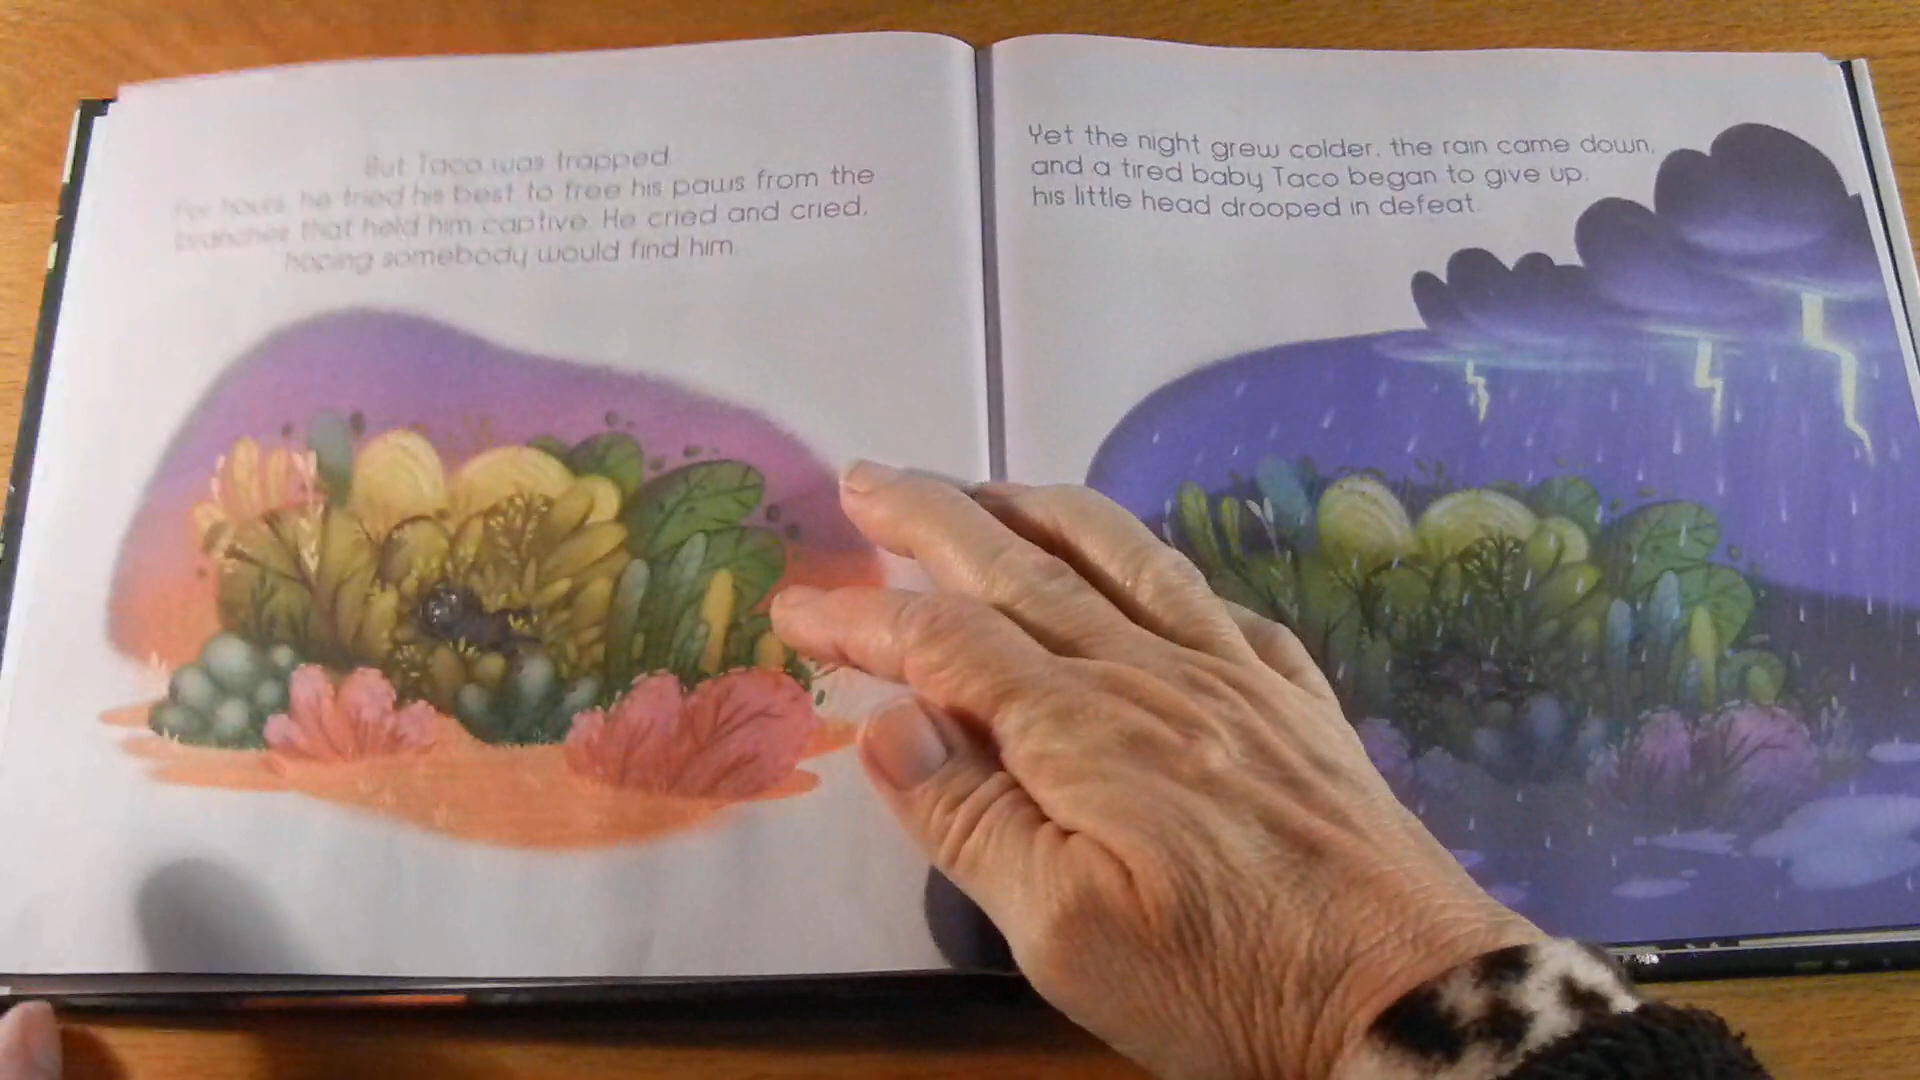 But Taco was trapped.
For hours, he tried his best to free his paws from the
branches that held him captive. He cried and cried,
hoping somebody would find him.
Yet the night grew colder, the rain came down,
and a tired baby Taco began to give up,
his little head drooped in defeat.